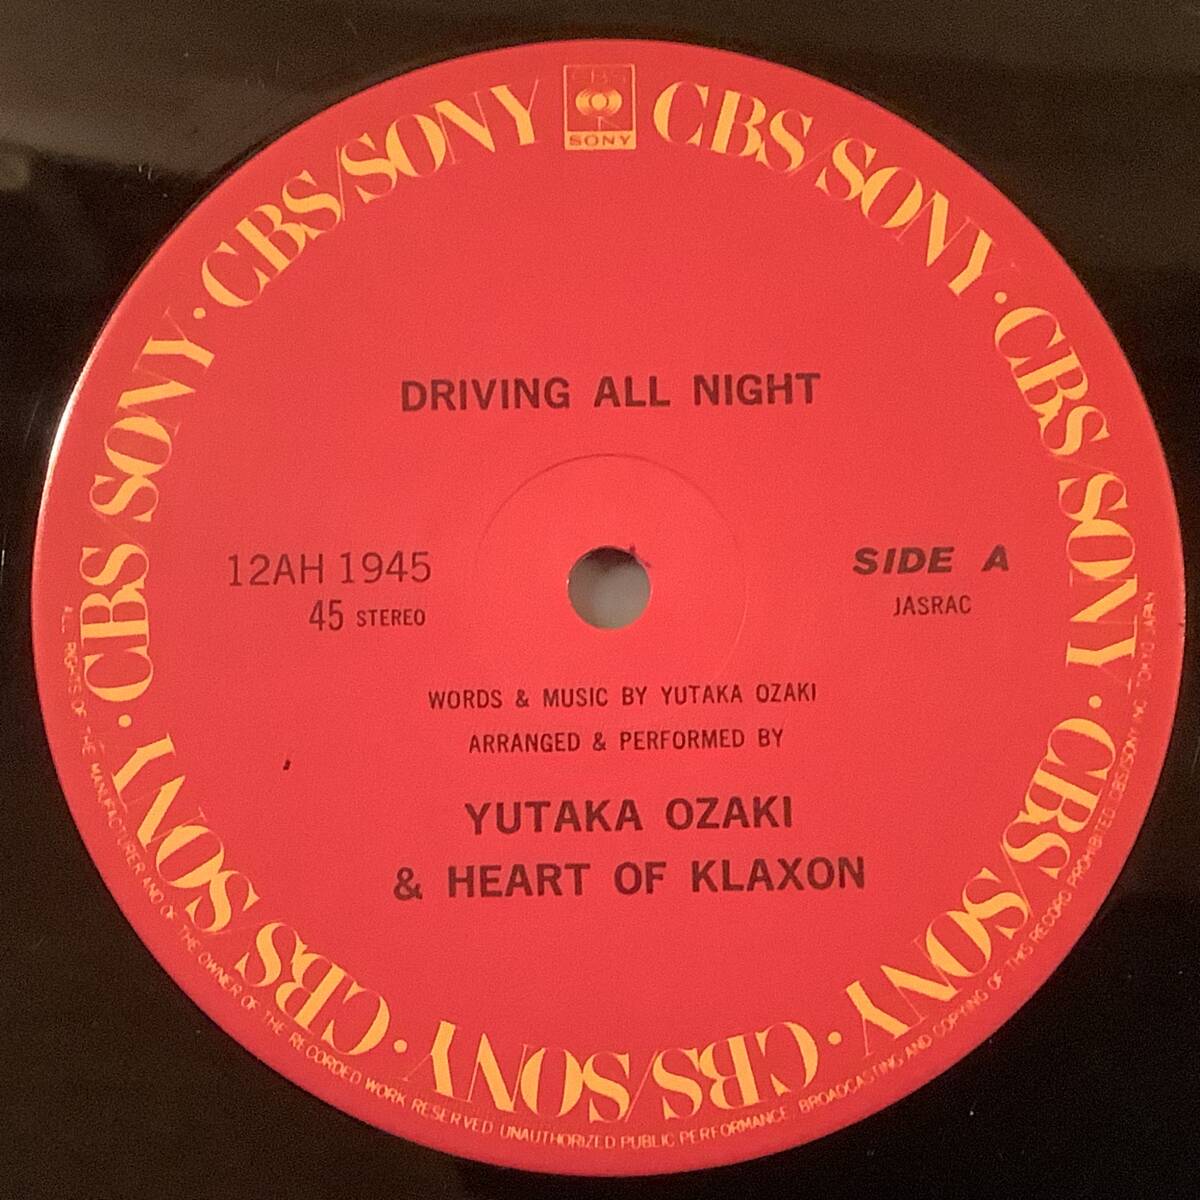 CBS
SONY
CBS/SONY · CBS/SONY · CBS/SONY · CBS/SONY · CBS/SONY · CBS/SONY · CBS/SONY · CBS/SONY
DRIVING ALL NIGHT
12AH 1945
45 STEREO
SIDE A
JASRAC
WORDS & MUSIC BY YUTAKA OZAKI
ARRANGED & PERFORMED BY
YUTAKA OZAKI
& HEART OF KLAXON
ALL RIGHTS OF THE MANUFACTURER AND OF THE OWNER OF THE RECORDED WORK RESERVED UNAUTHORIZED PUBLIC PERFORMANCE BROADCASTING AND COPYING OF THIS RECORD PROHIBITED. CBS/SONY INC. TOKYO JAPAN